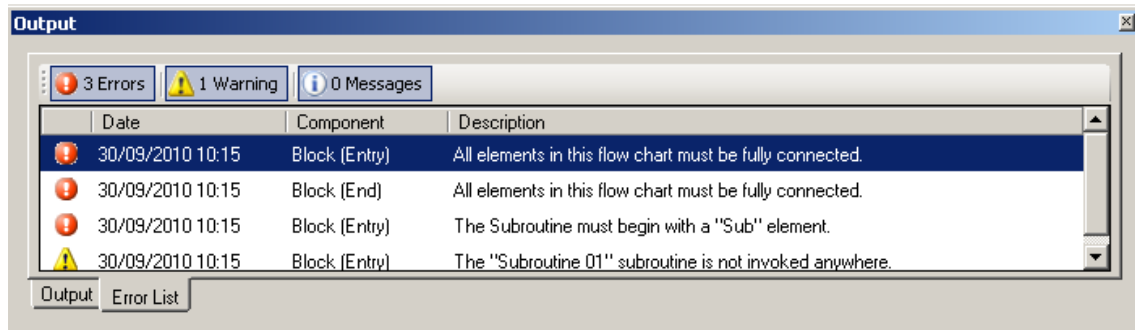 Output
3 Errors 1 Warning 0 Messages
Date Component Description
30/09/2010 10:15 Block (Entry) All elements in this flow chart must be fully connected.
30/09/2010 10:15 Block (End) All elements in this flow chart must be fully connected.
30/09/2010 10:15 Block (Entry) The Subroutine must begin with a "Sub" element.
30/09/2010 10:15 Block (Entry) The "Subroutine 01" subroutine is not invoked anywhere.
Output Error List